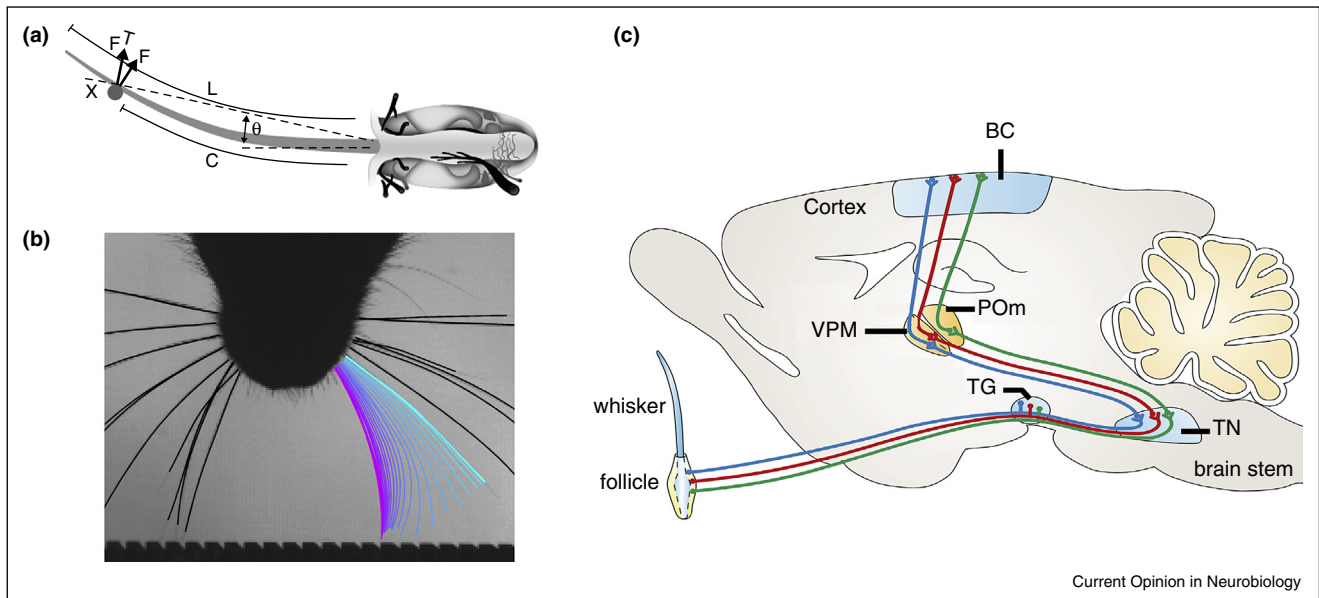 (a)
F T F
X
L
θ
C
(b)
(c)
BC
Cortex
POm
VPM
TG
whisker
TN
follicle
brain stem
Current Opinion in Neurobiology